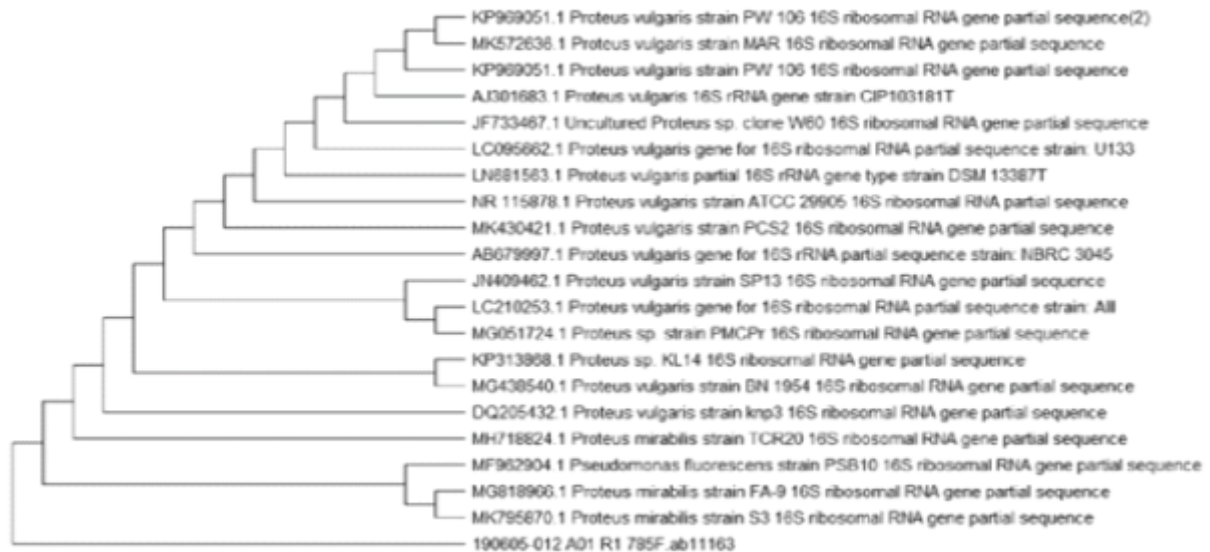 KP969051.1 Proteus vulgaris strain PW 106 16S ribosomal RNA gene partial sequence(2)
MK572636.1 Proteus vulgaris strain MAR 16S ribosomal RNA gene partial sequence
KP969051.1 Proteus vulgaris strain PW 106 16S ribosomal RNA gene partial sequence
AJ301683.1 Proteus vulgaris 16S rRNA gene strain CIP103181T
JF733467.1 Uncultured Proteus sp. clone W60 16S ribosomal RNA gene partial sequence
LC095662.1 Proteus vulgaris gene for 16S ribosomal RNA partial sequence strain: U133
LN681563.1 Proteus vulgaris partial 16S rRNA gene type strain DSM 13387T
NR 115878.1 Proteus vulgaris strain ATCC 29905 16S ribosomal RNA partial sequence
MK430421.1 Proteus vulgaris strain PCS2 16S ribosomal RNA gene partial sequence
AB679997.1 Proteus vulgaris gene for 16S rRNA partial sequence strain: NBRC 3045
JN409462.1 Proteus vulgaris strain SP13 16S ribosomal RNA gene partial sequence
LC210253.1 Proteus vulgaris gene for 16S ribosomal RNA partial sequence strain: AIII
MG051724.1 Proteus sp. strain PMCPr 16S ribosomal RNA gene partial sequence
KP313868.1 Proteus sp. KL14 16S ribosomal RNA gene partial sequence
MG438540.1 Proteus vulgaris strain BN 1954 16S ribosomal RNA gene partial sequence
DQ205432.1 Proteus vulgaris strain knp3 16S ribosomal RNA gene partial sequence
MH718824.1 Proteus mirabilis strain TCR20 16S ribosomal RNA gene partial sequence
MF962904.1 Pseudomonas fluorescens strain PSB10 16S ribosomal RNA gene partial sequence
MG818966.1 Proteus mirabilis strain FA-9 16S ribosomal RNA gene partial sequence
MK795870.1 Proteus mirabilis strain S3 16S ribosomal RNA gene partial sequence
190605-012 A01 R1 785F.ab11163